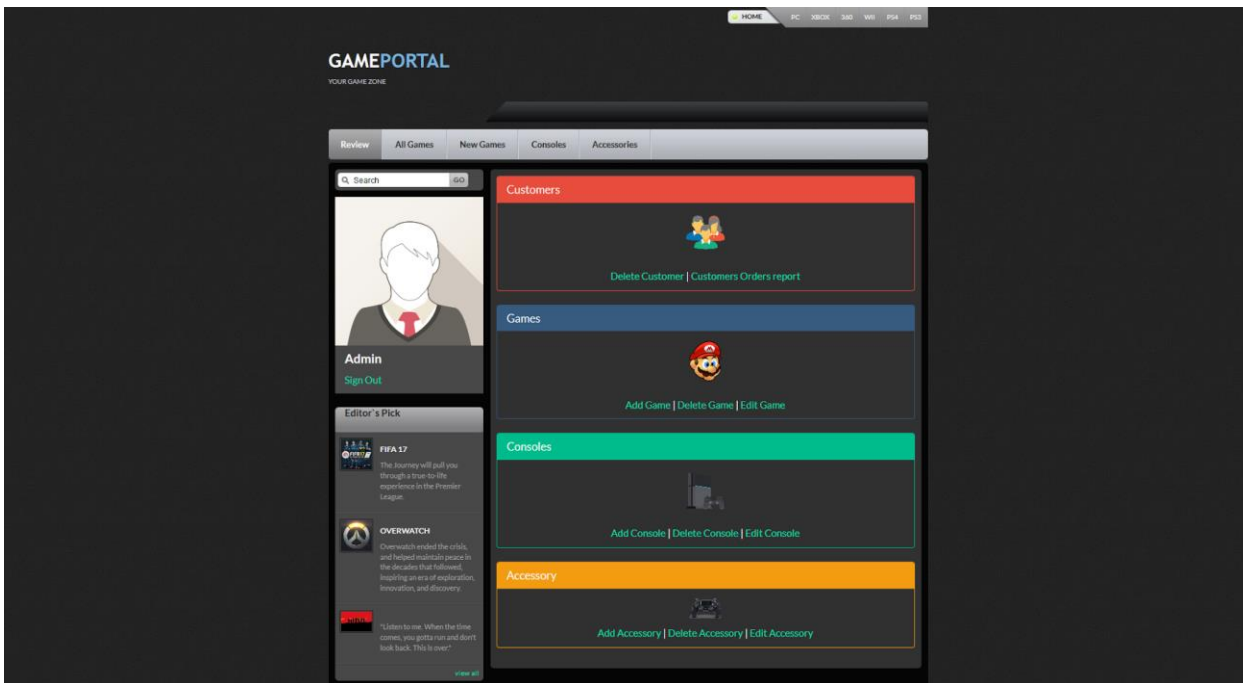 HOME PC XBOX 360 WII PS4 PS3
GAMEPORTAL
YOUR GAME ZONE
Review All Games New Games Consoles Accessories
Search GO
Admin
Sign Out
Editor`s Pick
FIFA 17
The Journey will pull you
through a true-to-life
experience in the Premier
League.
OVERWATCH
Overwatch ended the crisis,
and helped maintain peace in
the decades that followed,
inspiring an era of exploration,
innovation, and discovery.
"Listen to me. When the time
comes, you gotta run and don't
look back. This is over."
view all
Customers
Delete Customer | Customers Orders report
Games
Add Game | Delete Game | Edit Game
Consoles
Add Console | Delete Console | Edit Console
Accessory
Add Accessory | Delete Accessory | Edit Accessory